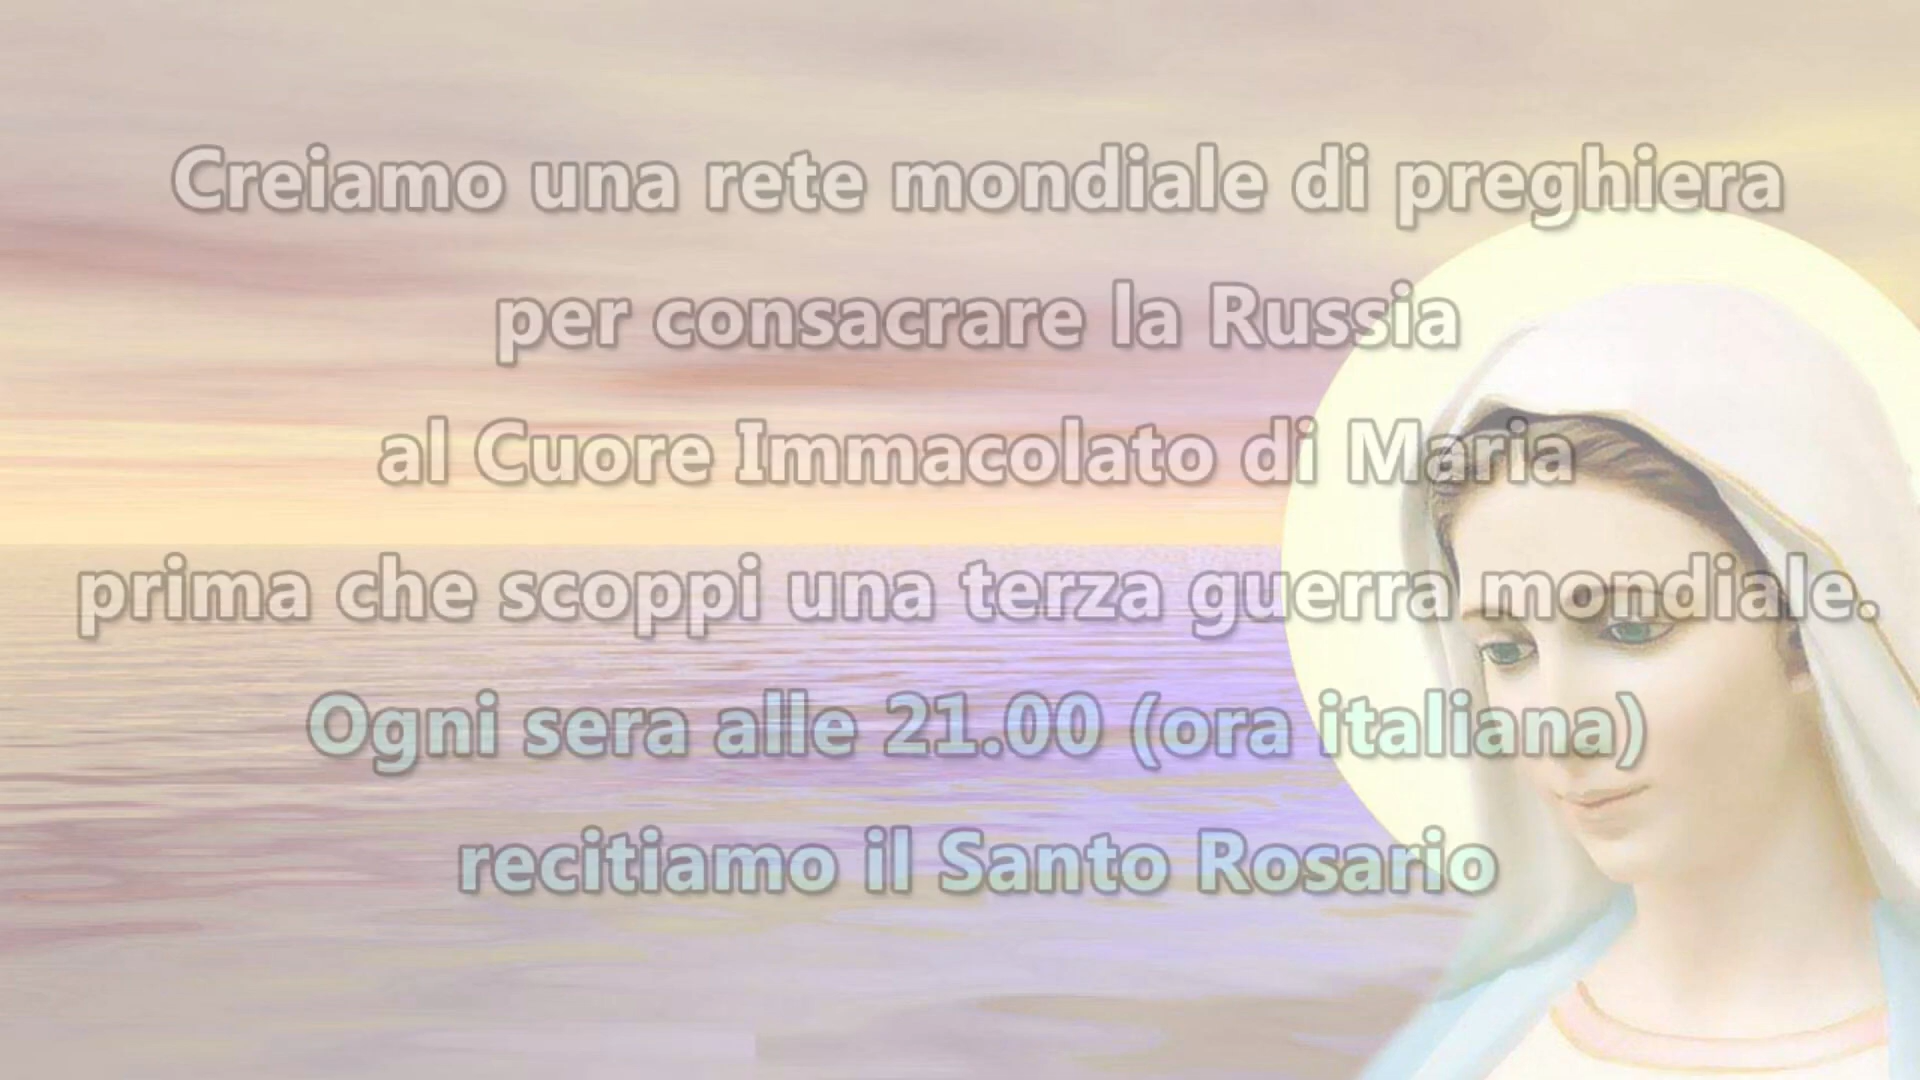 Creiamo una rete mondiale di preghiera
per consacrare la Russia
al Cuore Immacolato di Maria
prima che scoppi una terza guerra mondiale.
Ogni sera alle 21.00 (ora italiana)
recitiamo il Santo Rosario